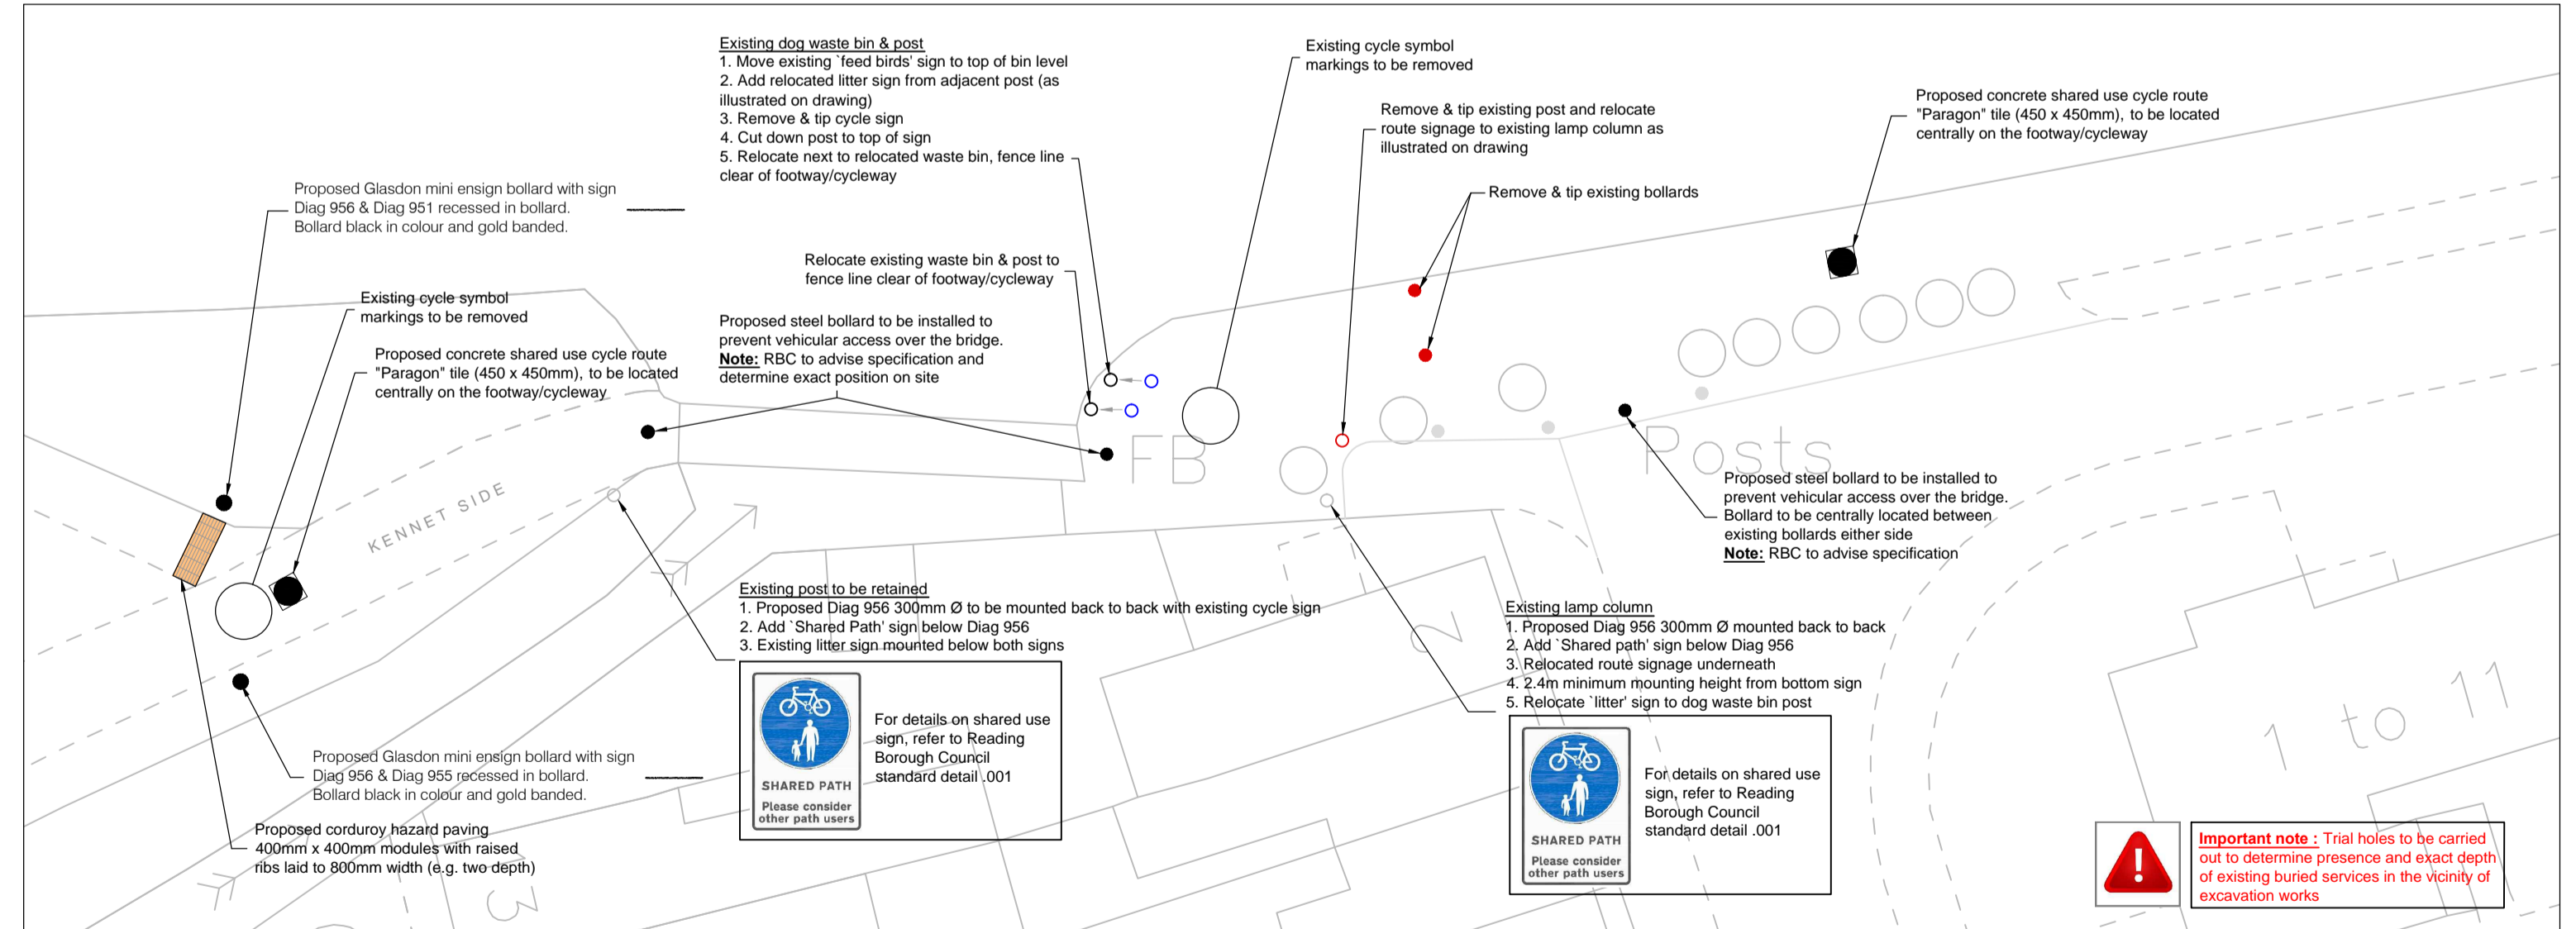 Existing dog waste bin & post
1. Move existing `feed birds' sign to top of bin level
2. Add relocated litter sign from adjacent post (as
illustrated on drawing)
3. Remove & tip cycle sign
4. Cut down post to top of sign
5. Relocate next to relocated waste bin, fence line
clear of footway/cycleway
Existing cycle symbol
markings to be removed
Remove & tip existing post and relocate
route signage to existing lamp column as
illustrated on drawing
Proposed concrete shared use cycle route
"Paragon" tile (450 x 450mm), to be located
centrally on the footway/cycleway
Remove & tip existing bollards
Proposed Glasdon mini ensign bollard with sign
Diag 956 & Diag 951 recessed in bollard.
Bollard black in colour and gold banded.
Relocate existing waste bin & post to
fence line clear of footway/cycleway
Existing cycle symbol
markings to be removed
Proposed steel bollard to be installed to
prevent vehicular access over the bridge.
Note: RBC to advise specification and
determine exact position on site
Proposed concrete shared use cycle route
"Paragon" tile (450 x 450mm), to be located
centrally on the footway/cycleway
FB
Posts
KENNET SIDE
Proposed steel bollard to be installed to
prevent vehicular access over the bridge.
Bollard to be centrally located between
existing bollards either side
Note: RBC to advise specification
Existing post to be retained
1. Proposed Diag 956 300mm Ø to be mounted back to back with existing cycle sign
2. Add `Shared Path' sign below Diag 956
3. Existing litter sign mounted below both signs
SHARED PATH
Please consider
other path users
For details on shared use
sign, refer to Reading
Borough Council
standard detail .001
2
Existing lamp column
1. Proposed Diag 956 300mm Ø mounted back to back
2. Add `Shared path' sign below Diag 956
3. Relocated route signage underneath
4. 2.4m minimum mounting height from bottom sign
5. Relocate `litter' sign to dog waste bin post
SHARED PATH
Please consider
other path users
For details on shared use
sign, refer to Reading
Borough Council
standard detail .001
1 to 11
Proposed Glasdon mini ensign bollard with sign
Diag 956 & Diag 955 recessed in bollard.
Bollard black in colour and gold banded.
Proposed corduroy hazard paving
400mm x 400mm modules with raised
ribs laid to 800mm width (e.g. two depth)
3
!
Important note : Trial holes to be carried
out to determine presence and exact depth
of existing buried services in the vicinity of
excavation works